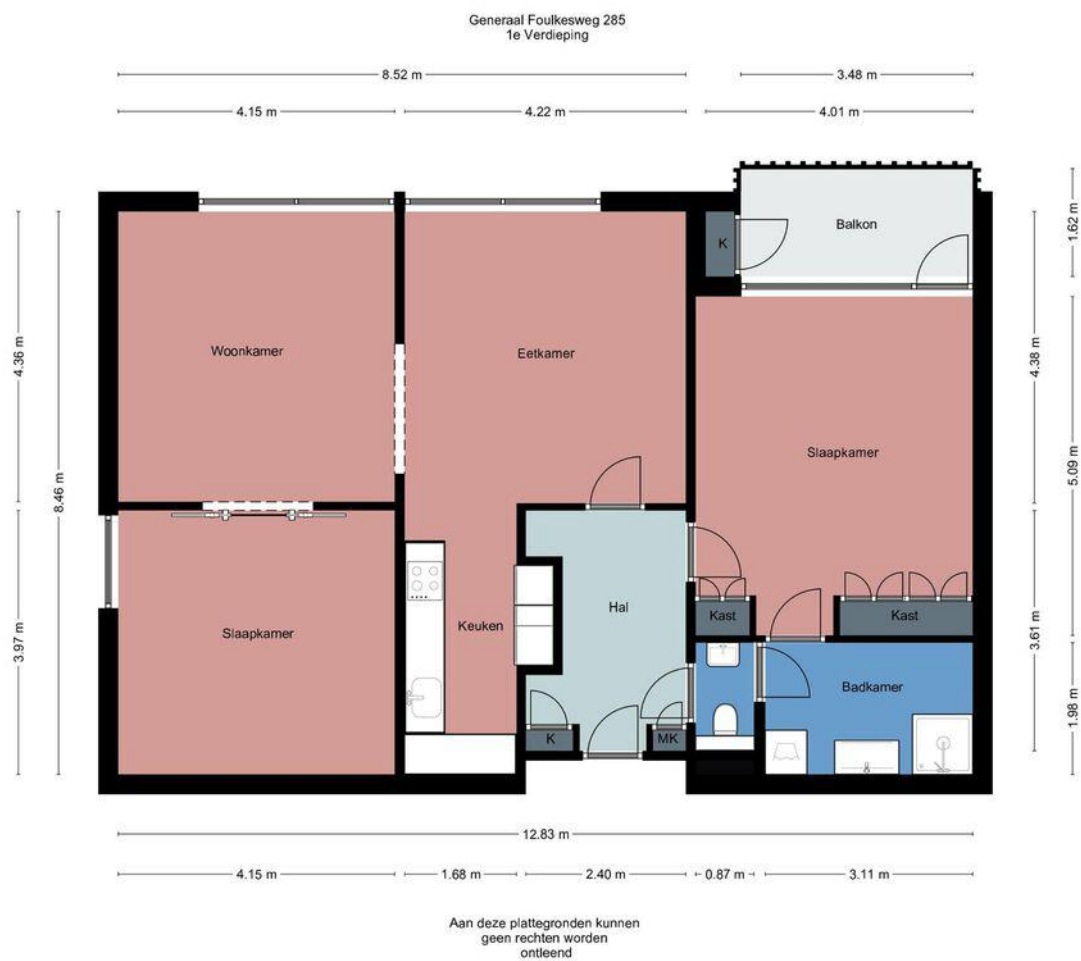 Generaal Foulkesweg 285
1e Verdieping
8.52 m
3.48 m
4.15 m
4.22 m
4.01 m
Balkon
K
1.62 m
Woonkamer
Eetkamer
4.36 m
4.38 m
Slaapkamer
5.09 m
8.46 m
Hal
Kast
Kast
Keuken
Slaapkamer
3.97 m
3.61 m
Badkamer
1.98 m
K
MK
12.83 m
4.15 m
1.68 m
2.40 m
0.87 m
3.11 m
Aan deze plattegronden kunnen
geen rechten worden
ontleend